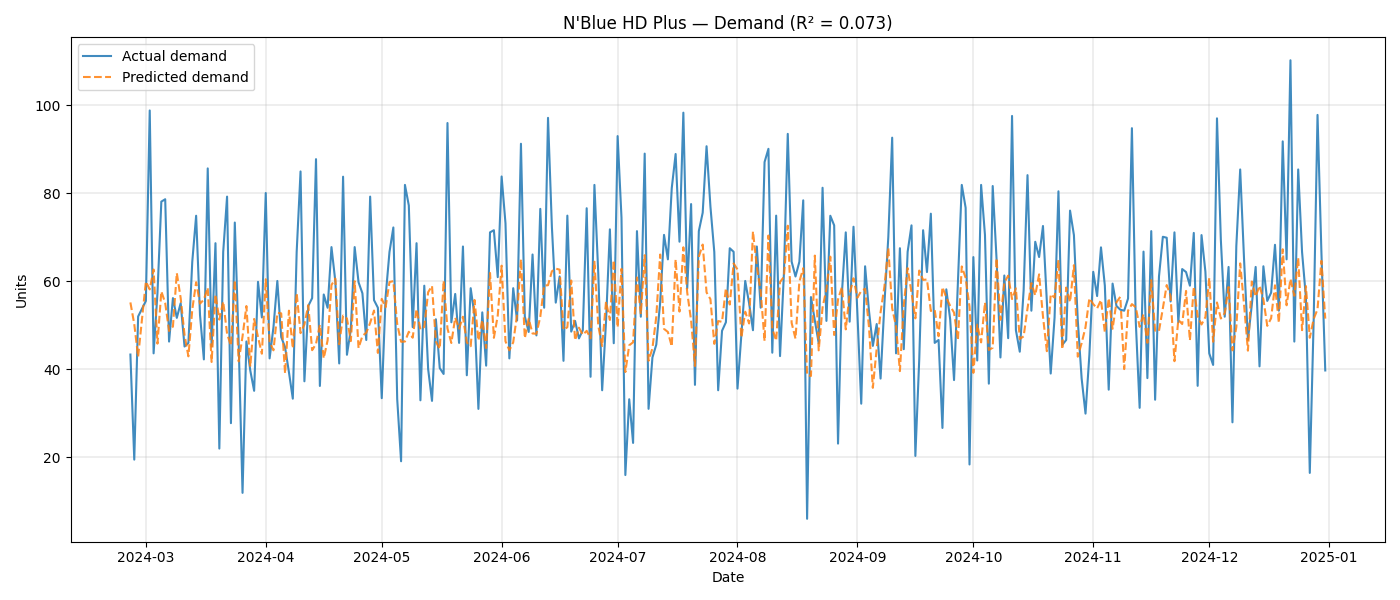 N'Blue HD Plus — Demand (R² = 0.073)
Actual demand
Predicted demand
Units
100
80
60
40
20
2024-03 2024-04 2024-05 2024-06 2024-07 2024-08 2024-09 2024-10 2024-11 2024-12 2025-01
Date